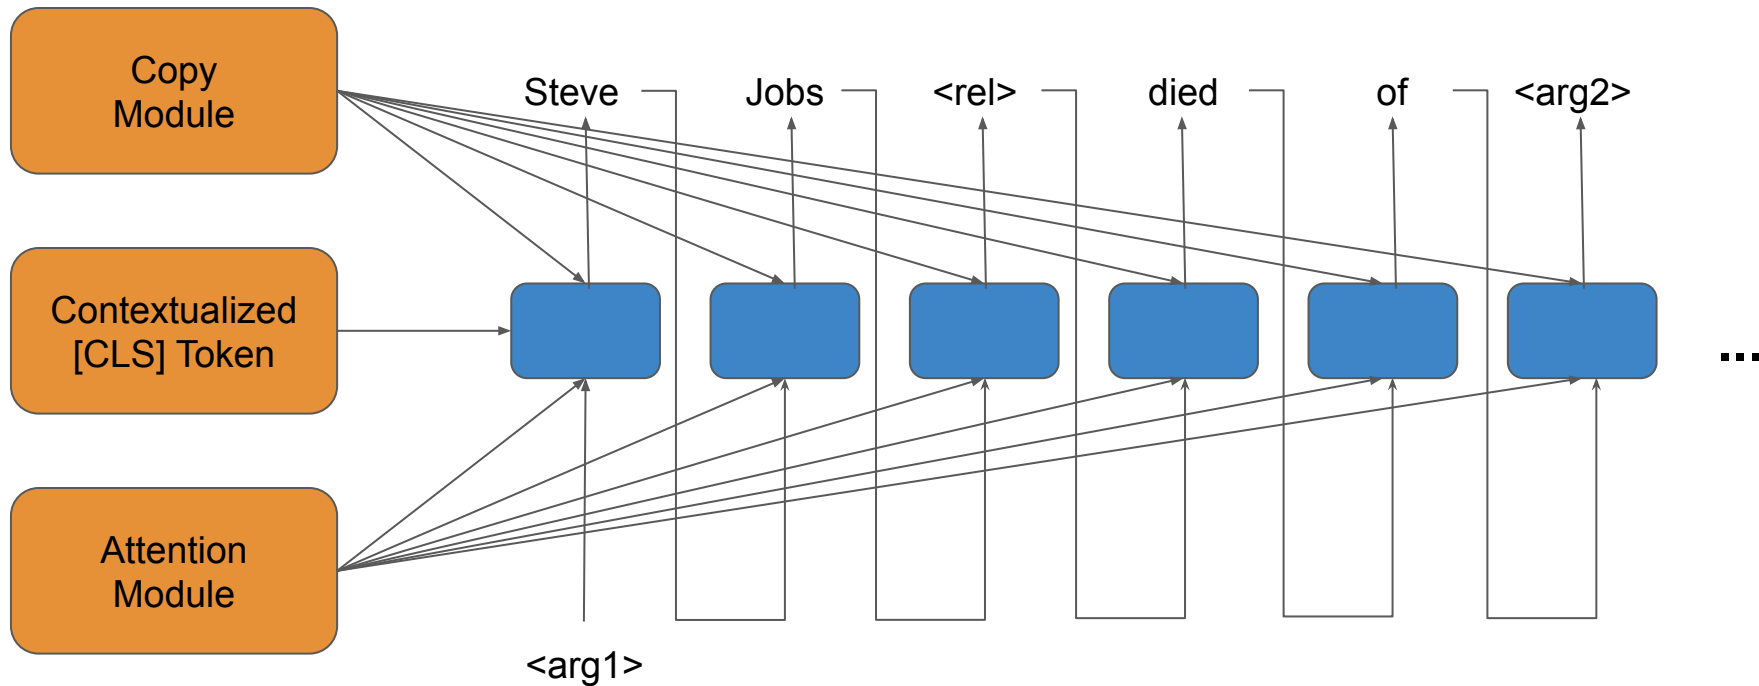 Copy
Module
Steve Jobs <rel> died of <arg2>
Contextualized
[CLS] Token
...
Attention
Module
<arg1>